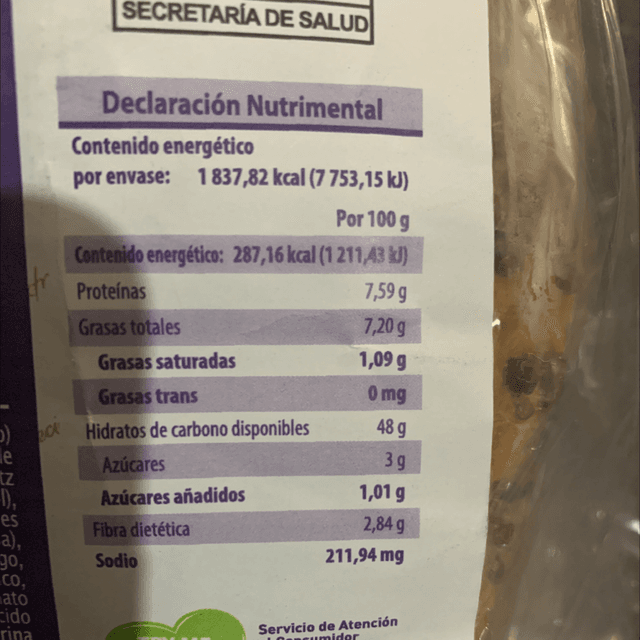 SECRETARÍA DE SALUD
Declaración Nutrimental
Contenido energético
por envase: 1 837,82 kcal (7 753,15 kJ)
Por 100 g
Contenido energético: 287,16 kcal (1 211,43 kJ)
Proteínas 7,59 g
Grasas totales 7,20 g
Grasas saturadas 1,09 g
Grasas trans 0 mg
Hidratos de carbono disponibles 48 g
Azúcares 3 g
Azúcares añadidos 1,01 g
Fibra dietética 2,84 g
Sodio 211,94 mg
Servicio de Atención
al Consumidor